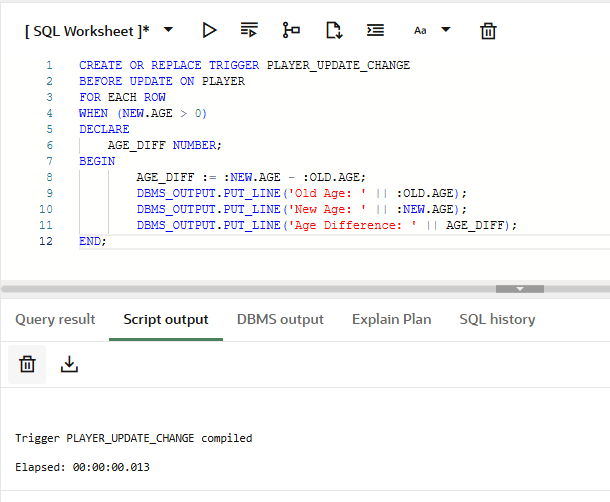 [ SQL Worksheet ]* Aa
1 CREATE OR REPLACE TRIGGER PLAYER_UPDATE_CHANGE
2 BEFORE UPDATE ON PLAYER
3 FOR EACH ROW
4 WHEN (NEW.AGE > 0)
5 DECLARE
6 AGE_DIFF NUMBER;
7 BEGIN
8 AGE_DIFF := :NEW.AGE - :OLD.AGE;
9 DBMS_OUTPUT.PUT_LINE('Old Age: ' || :OLD.AGE);
10 DBMS_OUTPUT.PUT_LINE('New Age: ' || :NEW.AGE);
11 DBMS_OUTPUT.PUT_LINE('Age Difference: ' || AGE_DIFF);
12 END;
Query result Script output DBMS output Explain Plan SQL history
Trigger PLAYER_UPDATE_CHANGE compiled
Elapsed: 00:00:00.013